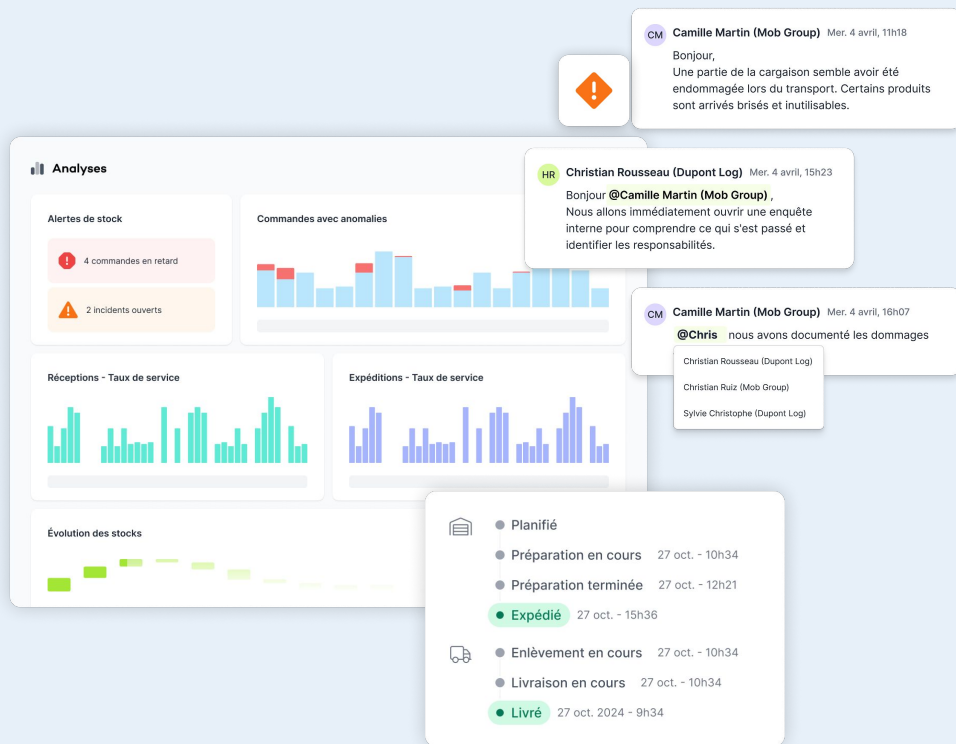 CM
Camille Martin (Mob Group) Mer. 4 avril, 11h18
Bonjour,
Une partie de la cargaison semble avoir été
endommagée lors du transport. Certains produits
sont arrivés brisés et inutilisables.
Analyses
HR
Christian Rousseau (Dupont Log) Mer. 4 avril, 15h23
Bonjour @Camille Martin (Mob Group) ,
Nous allons immédiatement ouvrir une enquête
interne pour comprendre ce qui s'est passé et
identifier les responsabilités.
Alertes de stock
4 commandes en retard
2 incidents ouverts
Commandes avec anomalies
CM
Camille Martin (Mob Group) Mer. 4 avril, 16h07
@Chris nous avons documenté les dommages
Christian Rousseau (Dupont Log)
Christian Ruiz (Mob Group)
Sylvie Christophe (Dupont Log)
Réceptions - Taux de service
Expéditions - Taux de service
Évolution des stocks
Planifié
Préparation en cours 27 oct. - 10h34
Préparation terminée 27 oct. - 12h21
Expédié 27 oct. - 15h36
Enlèvement en cours 27 oct. - 10h34
Livraison en cours 27 oct. - 10h34
Livré 27 oct. 2024 - 9h34